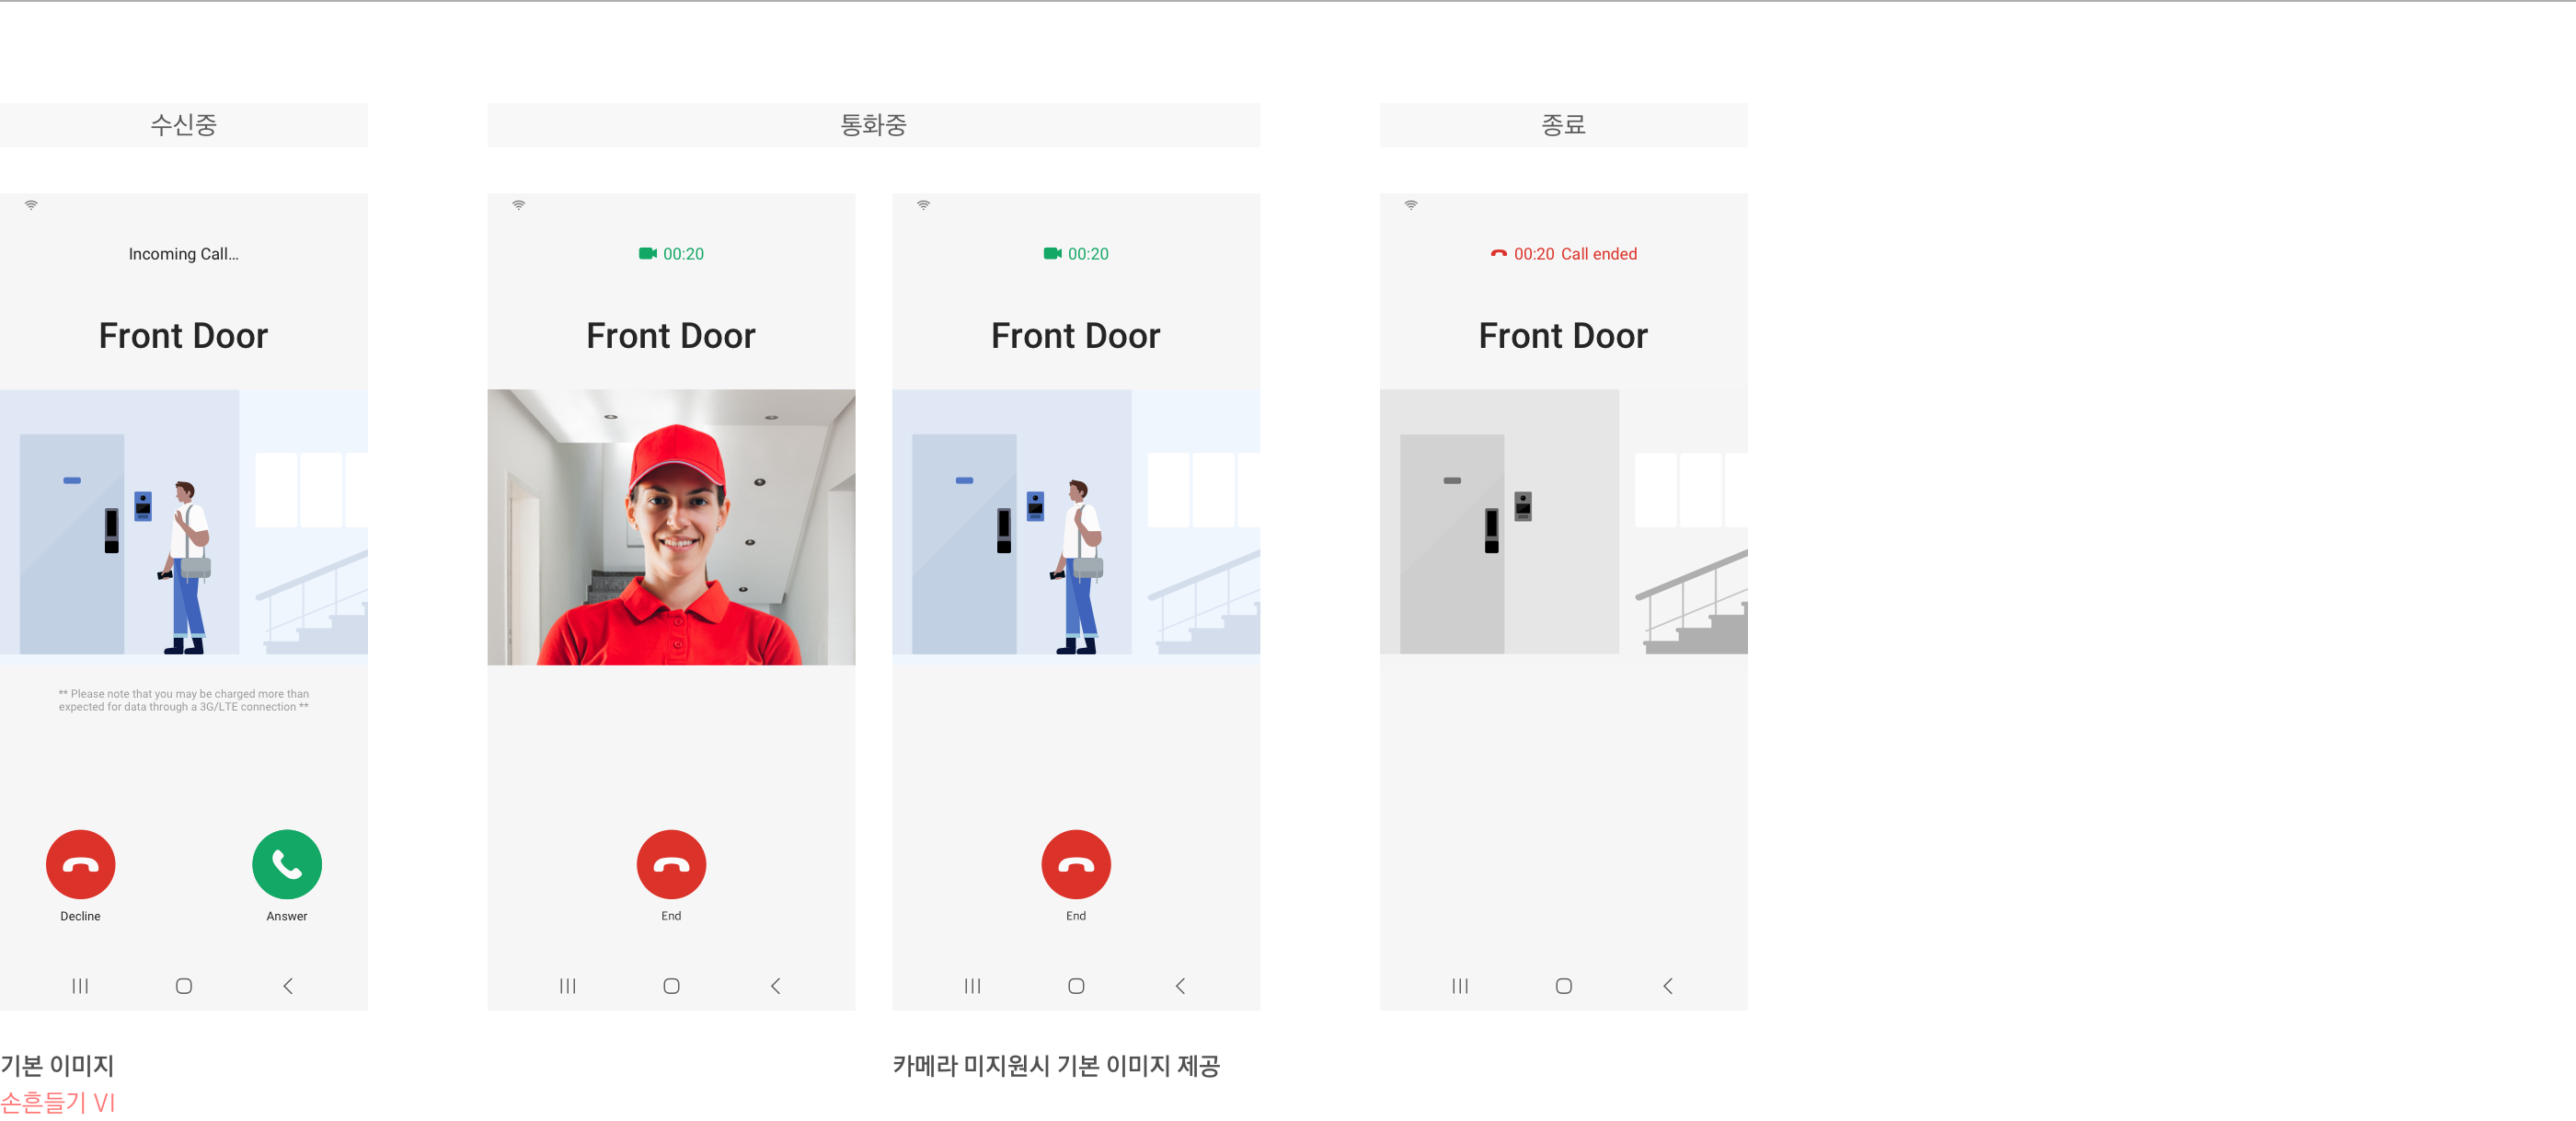 수신중
통화중
종료
Incoming Call...
00:20
00:20
00:20 Call ended
Front Door
Front Door
Front Door
Front Door
** Please note that you may be charged more than
expected for data through a 3G/LTE connection **
Decline
Answer
End
End
기본 이미지
손흔들기 VI
카메라 미지원시 기본 이미지 제공